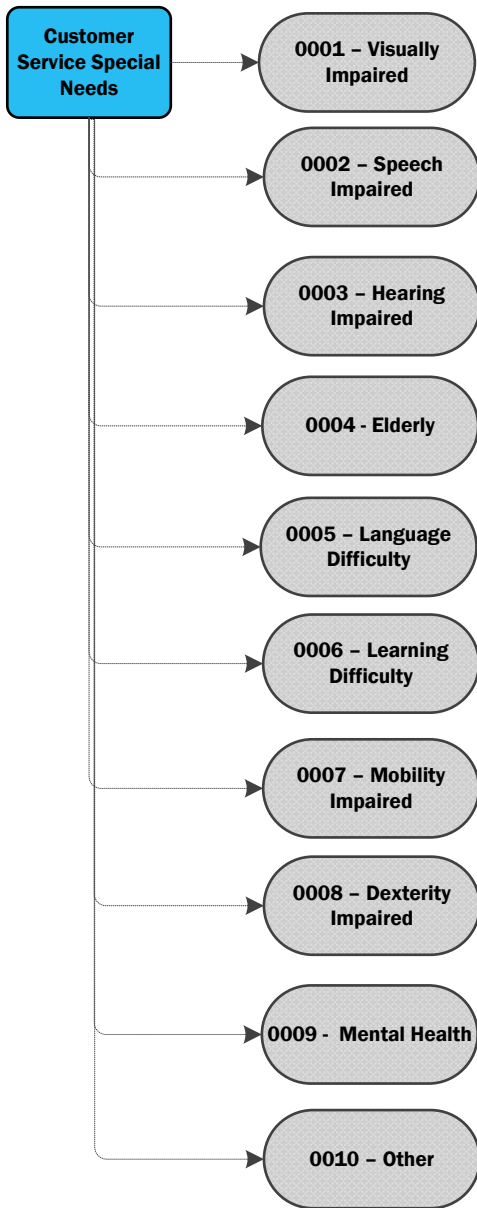 Customer
Service Special
Needs
0001 – Visually
Impaired
0002 – Speech
Impaired
0003 – Hearing
Impaired
0004 - Elderly
0005 – Language
Difficulty
0006 – Learning
Difficulty
0007 – Mobility
Impaired
0008 – Dexterity
Impaired
0009 -  Mental Health
0010 – Other